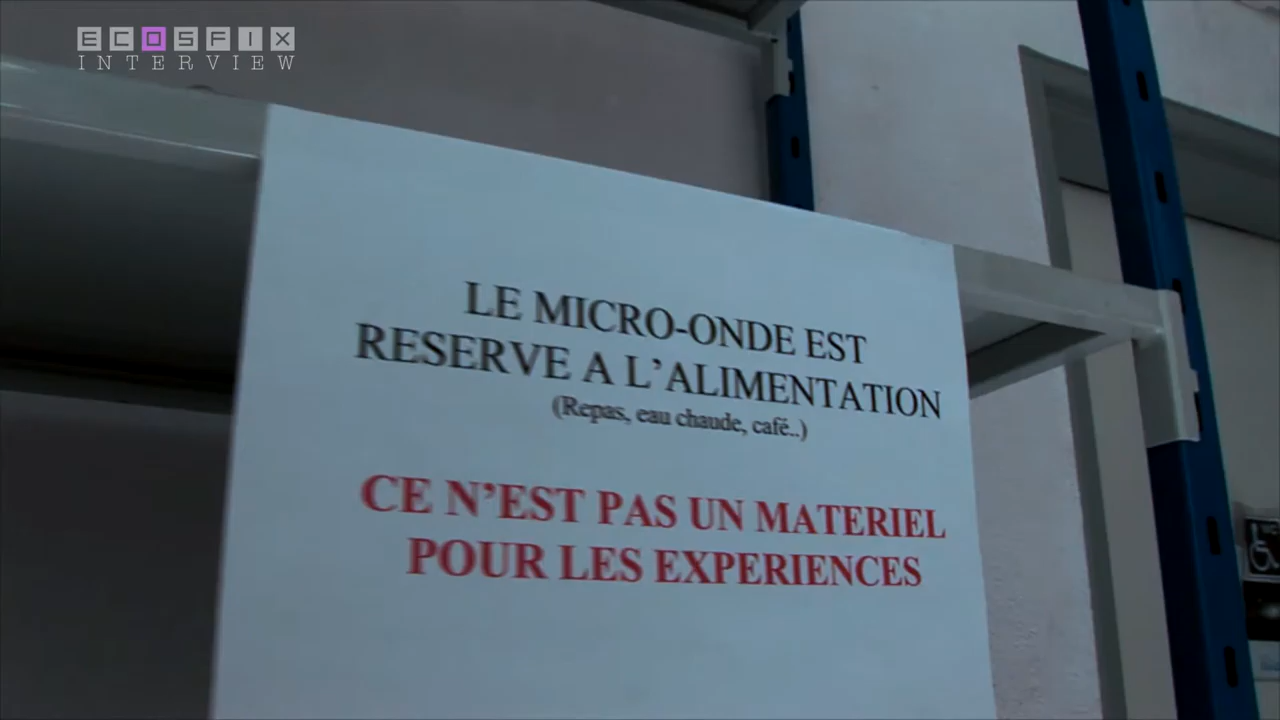 ECOSFIX
INTERVIEW
LE MICRO-ONDE EST
RESERVE A L'ALIMENTATION
(Repas, eau chaude, café..)
CE N'EST PAS UN MATERIEL
POUR LES EXPERIENCES